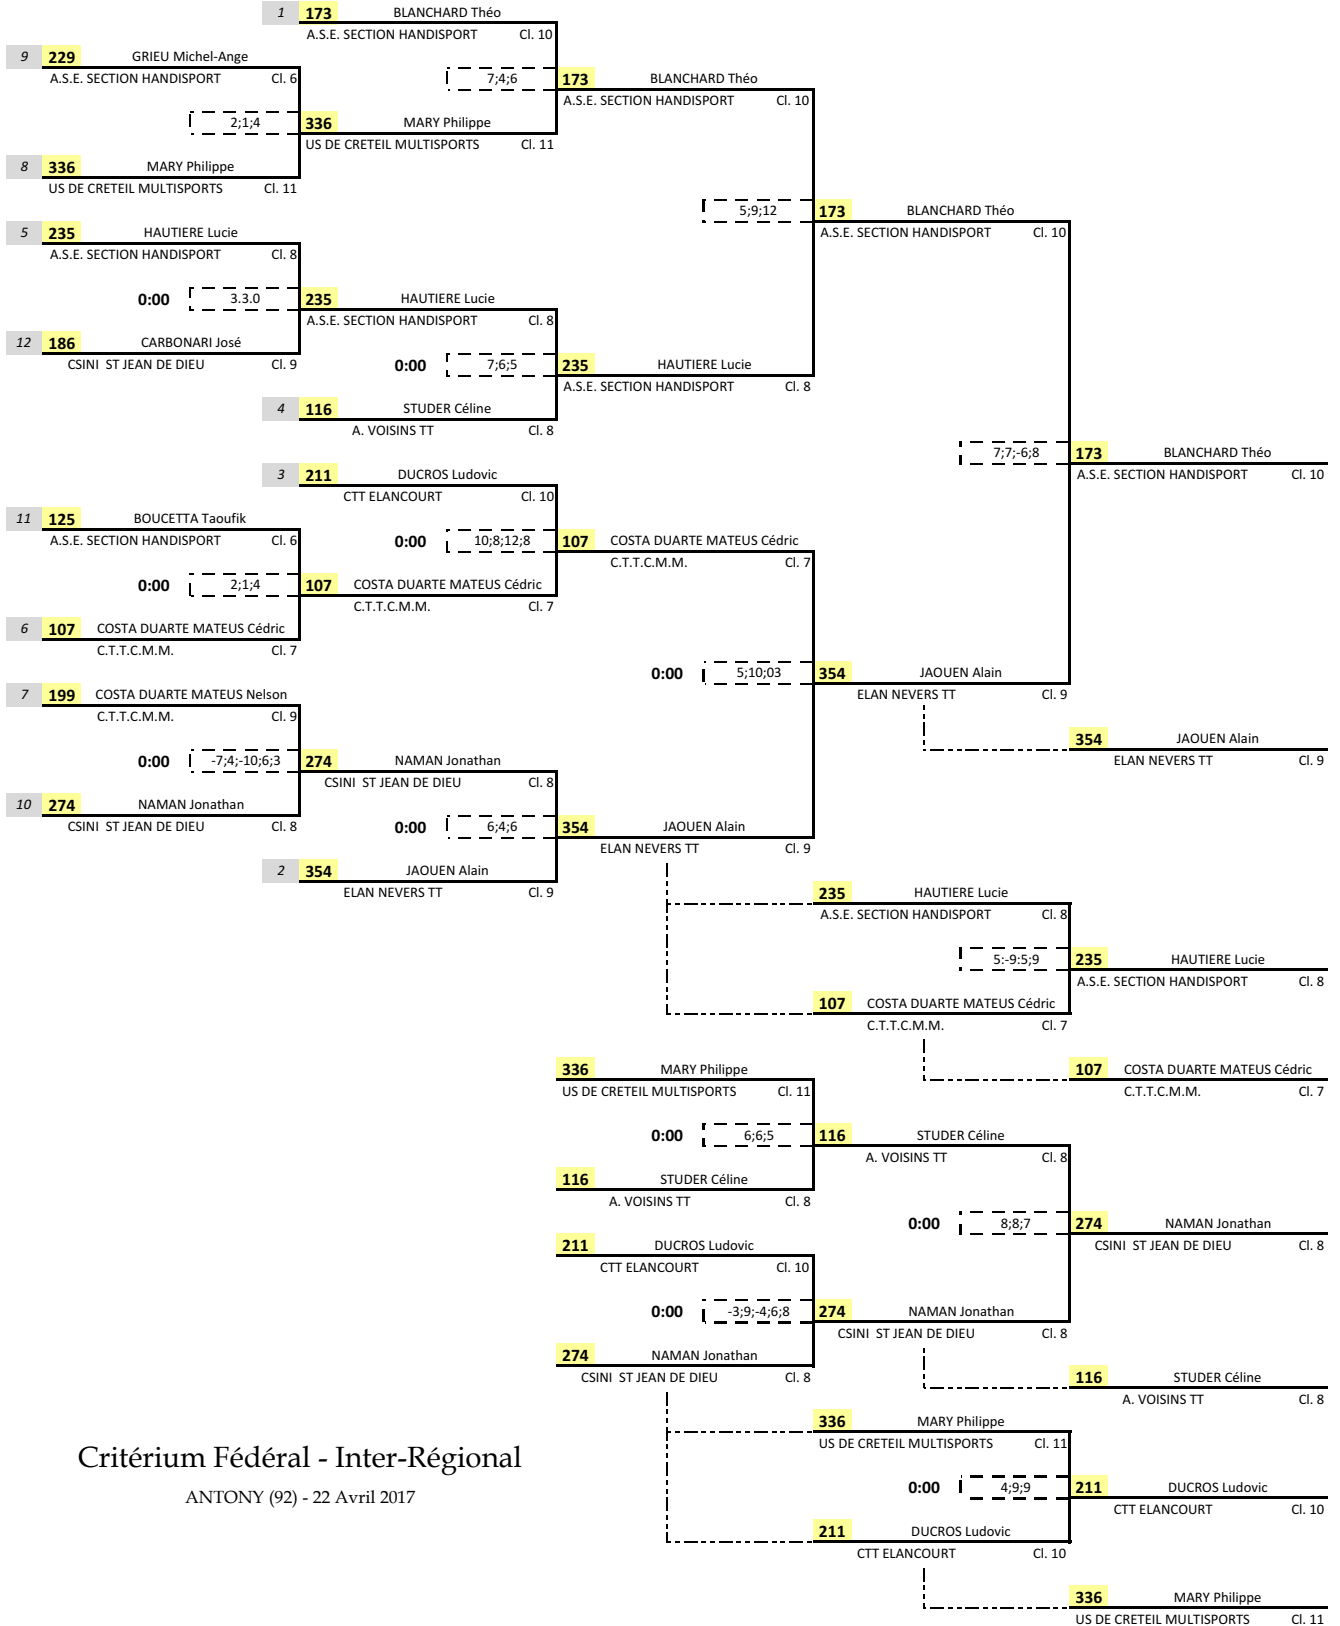 1 173 BLANCHARD Théo
A.S.E. SECTION HANDISPORT Cl. 10
9 229 GRIEU Michel-Ange
A.S.E. SECTION HANDISPORT Cl. 6
7;4;6 173 BLANCHARD Théo
A.S.E. SECTION HANDISPORT Cl. 10
2;1;4 336 MARY Philippe
US DE CRETEIL MULTISPORTS Cl. 11
8 336 MARY Philippe
US DE CRETEIL MULTISPORTS Cl. 11
5;9;12 173 BLANCHARD Théo
A.S.E. SECTION HANDISPORT Cl. 10
5 235 HAUTIERE Lucie
A.S.E. SECTION HANDISPORT Cl. 8
0:00 3.3.0 235 HAUTIERE Lucie
A.S.E. SECTION HANDISPORT Cl. 8
12 186 CARBONARI José
CSINI ST JEAN DE DIEU Cl. 9
0:00 7;6;5 235 HAUTIERE Lucie
A.S.E. SECTION HANDISPORT Cl. 8
4 116 STUDER Céline
A. VOISINS TT Cl. 8
7;7;-6;8 173 BLANCHARD Théo
A.S.E. SECTION HANDISPORT Cl. 10
3 211 DUCROS Ludovic
CTT ELANCOURT Cl. 10
11 125 BOUCETTA Taoufik
A.S.E. SECTION HANDISPORT Cl. 6
0:00 10;8;12;8 107 COSTA DUARTE MATEUS Cédric
C.T.T.C.M.M. Cl. 7
0:00 2;1;4 107 COSTA DUARTE MATEUS Cédric
C.T.T.C.M.M. Cl. 7
6 107 COSTA DUARTE MATEUS Cédric
C.T.T.C.M.M. Cl. 7
0:00 5;10;03 354 JAOUEN Alain
ELAN NEVERS TT Cl. 9
7 199 COSTA DUARTE MATEUS Nelson
C.T.T.C.M.M. Cl. 9
354 JAOUEN Alain
ELAN NEVERS TT Cl. 9
0:00 -7;4;-10;6;3 274 NAMAN Jonathan
CSINI ST JEAN DE DIEU Cl. 8
10 274 NAMAN Jonathan
CSINI ST JEAN DE DIEU Cl. 8
0:00 6;4;6 354 JAOUEN Alain
ELAN NEVERS TT Cl. 9
2 354 JAOUEN Alain
ELAN NEVERS TT Cl. 9
235 HAUTIERE Lucie
A.S.E. SECTION HANDISPORT Cl. 8
5:-9:5;9 235 HAUTIERE Lucie
A.S.E. SECTION HANDISPORT Cl. 8
107 COSTA DUARTE MATEUS Cédric
C.T.T.C.M.M. Cl. 7
336 MARY Philippe
US DE CRETEIL MULTISPORTS Cl. 11
107 COSTA DUARTE MATEUS Cédric
C.T.T.C.M.M. Cl. 7
0:00 6;6;5 116 STUDER Céline
A. VOISINS TT Cl. 8
116 STUDER Céline
A. VOISINS TT Cl. 8
0:00 8;8;7 274 NAMAN Jonathan
CSINI ST JEAN DE DIEU Cl. 8
211 DUCROS Ludovic
CTT ELANCOURT Cl. 10
0:00 -3;9;-4;6;8 274 NAMAN Jonathan
CSINI ST JEAN DE DIEU Cl. 8
274 NAMAN Jonathan
CSINI ST JEAN DE DIEU Cl. 8
116 STUDER Céline
A. VOISINS TT Cl. 8
336 MARY Philippe
US DE CRETEIL MULTISPORTS Cl. 11
0:00 4;9;9 211 DUCROS Ludovic
CTT ELANCOURT Cl. 10
211 DUCROS Ludovic
CTT ELANCOURT Cl. 10
336 MARY Philippe
US DE CRETEIL MULTISPORTS Cl. 11
Critérium Fédéral - Inter-Régional
ANTONY (92) - 22 Avril 2017